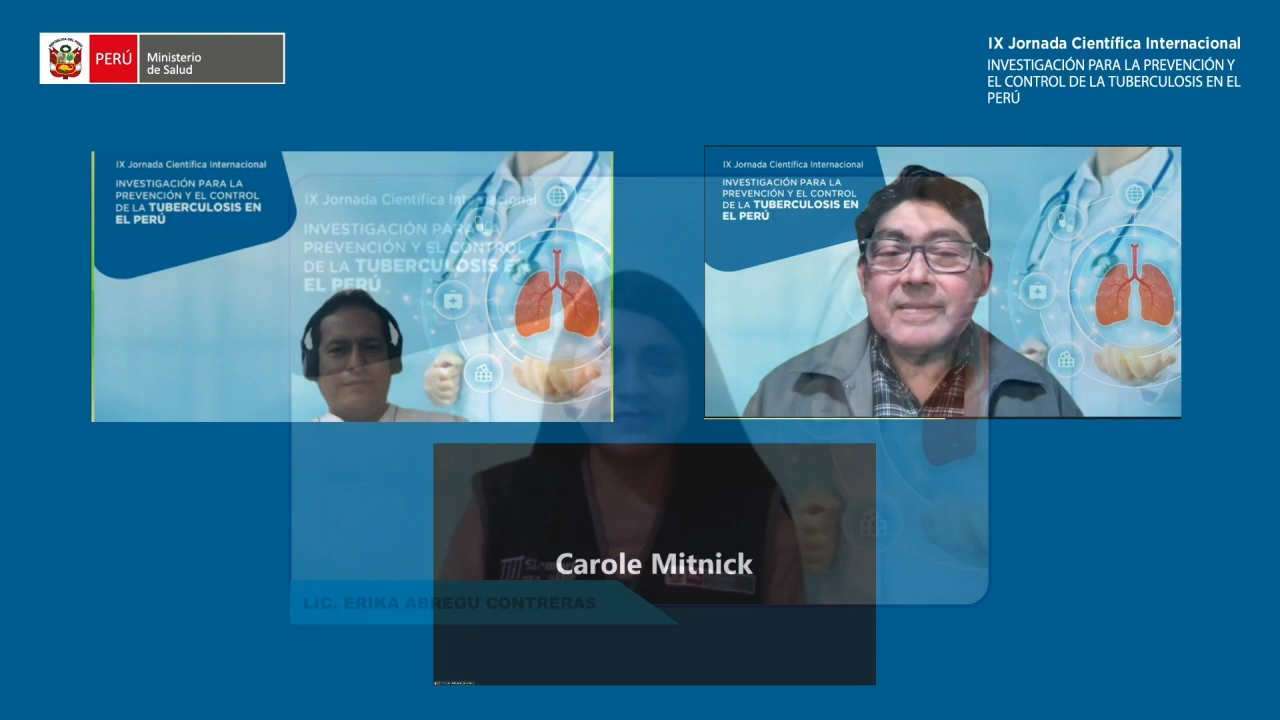 PERÚ
Ministerio
de Salud
IX Jornada Científica Internacional
INVESTIGACIÓN PARA LA PREVENCIÓN Y
EL CONTROL DE LA TUBERCULOSIS EN EL
PERÚ
IX Jornada Científica Internacional
INVESTIGACIÓN PARA LA
PREVENCIÓN Y EL CONTROL
DE LA TUBERCULOSIS EN
EL PERÚ
IX Jornada Científica Internacional
INVESTIGACIÓN PARA LA
PREVENCIÓN Y EL CONTROL
DE LA TUBERCULOSIS EN
EL PERÚ
IX Jornada Científica Internacional
INVESTIGACIÓN PARA LA
PREVENCIÓN Y EL CONTROL
DE LA TUBERCULOSIS EN
EL PERÚ
Carole Mitnick
LIC. ERIKA ABREGU CONTRERAS